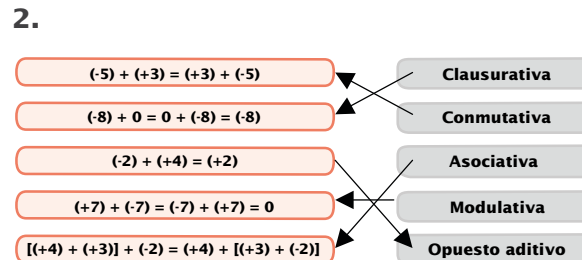 2.
(-5) + (+3) = (+3) + (-5)
Clausurativa
(-8) + 0 = 0 + (-8) = (-8)
Conmutativa
(-2) + (+4) = (+2)
Asociativa
(+7) + (-7) = (-7) + (+7) = 0
Modulativa
[(+4) + (+3)] + (-2) = (+4) + [(+3) + (-2)]
Opuesto aditivo